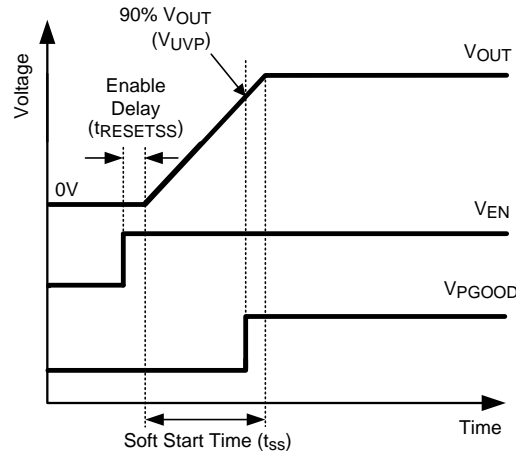 90% VOUT
(VUVP)
VOUT
Voltage
Enable
Delay
(tRESETSS)
0V
VEN
VPGOOD
Time
Soft Start Time (tss)